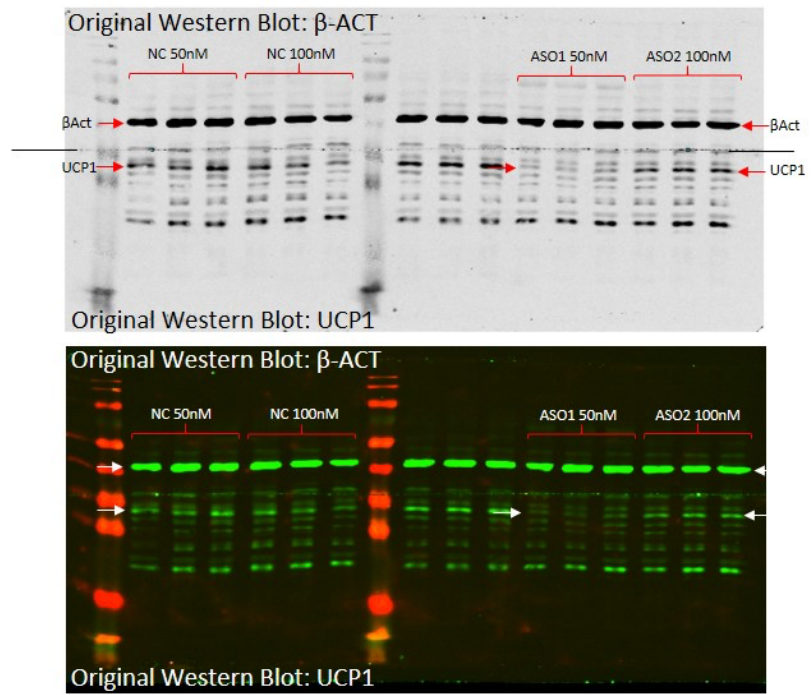 Original Western Blot: β-ACT
NC 50nM NC 100nM ASO1 50nM ASO2 100nM
βAct βAct
UCP1 UCP1
Original Western Blot: UCP1
Original Western Blot: β-ACT
NC 50nM NC 100nM ASO1 50nM ASO2 100nM
Original Western Blot: UCP1